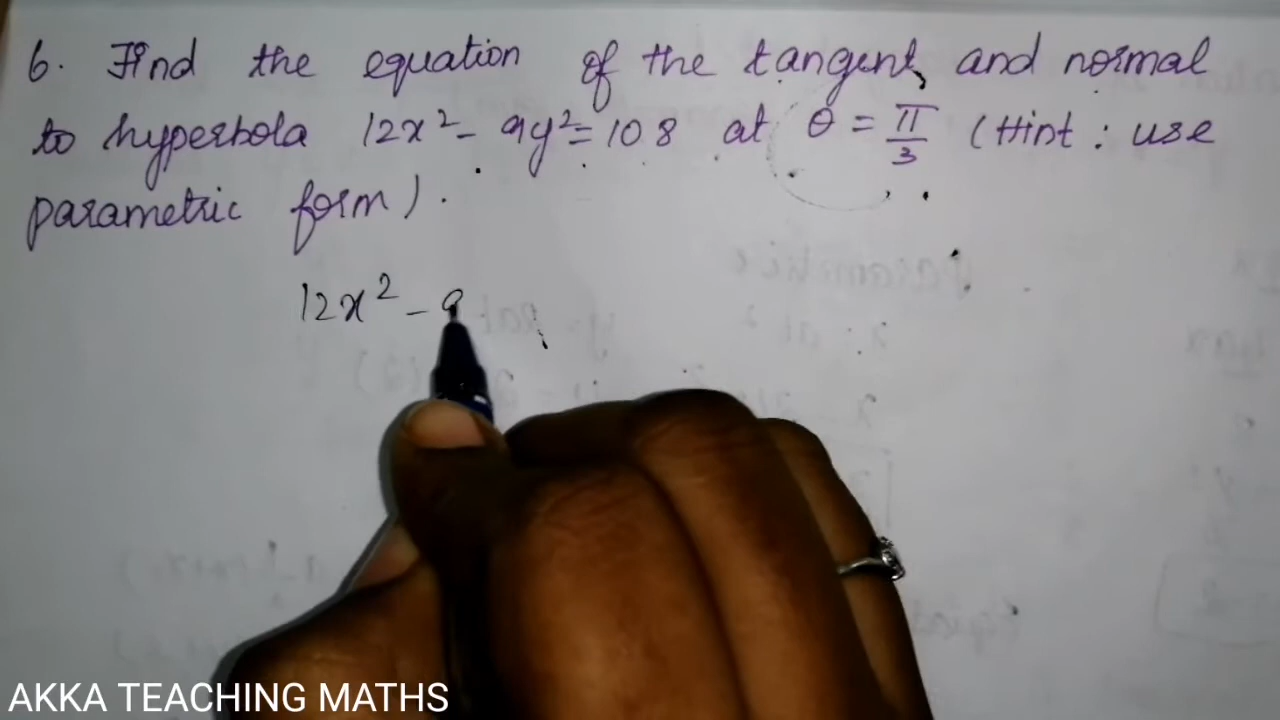 6. Find the equation of the tangent and normal
to hyperbola 12x² - 9y² = 108 at θ = π/3 (Hint : use
parametric form).
12x² - 9
AKKA TEACHING MATHS